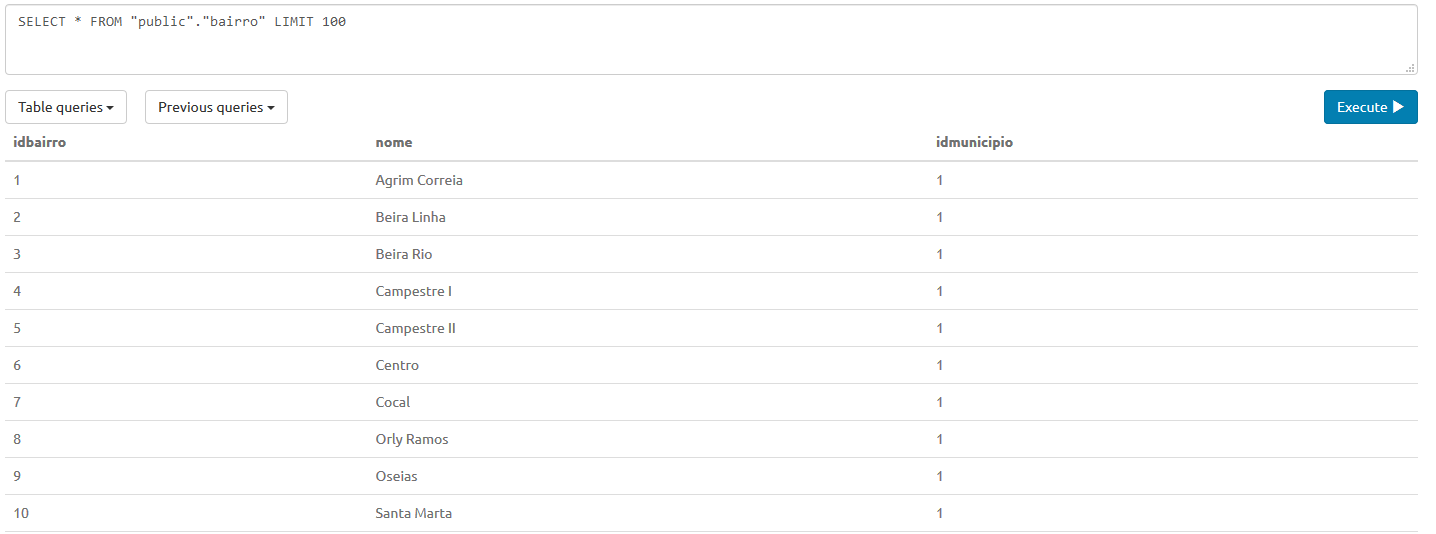 SELECT * FROM "public"."bairro" LIMIT 100
Table queries Previous queries Execute
idbairro nome idmunicipio
1 Agrim Correia 1
2 Beira Linha 1
3 Beira Rio 1
4 Campestre I 1
5 Campestre II 1
6 Centro 1
7 Cocal 1
8 Orly Ramos 1
9 Oseias 1
10 Santa Marta 1